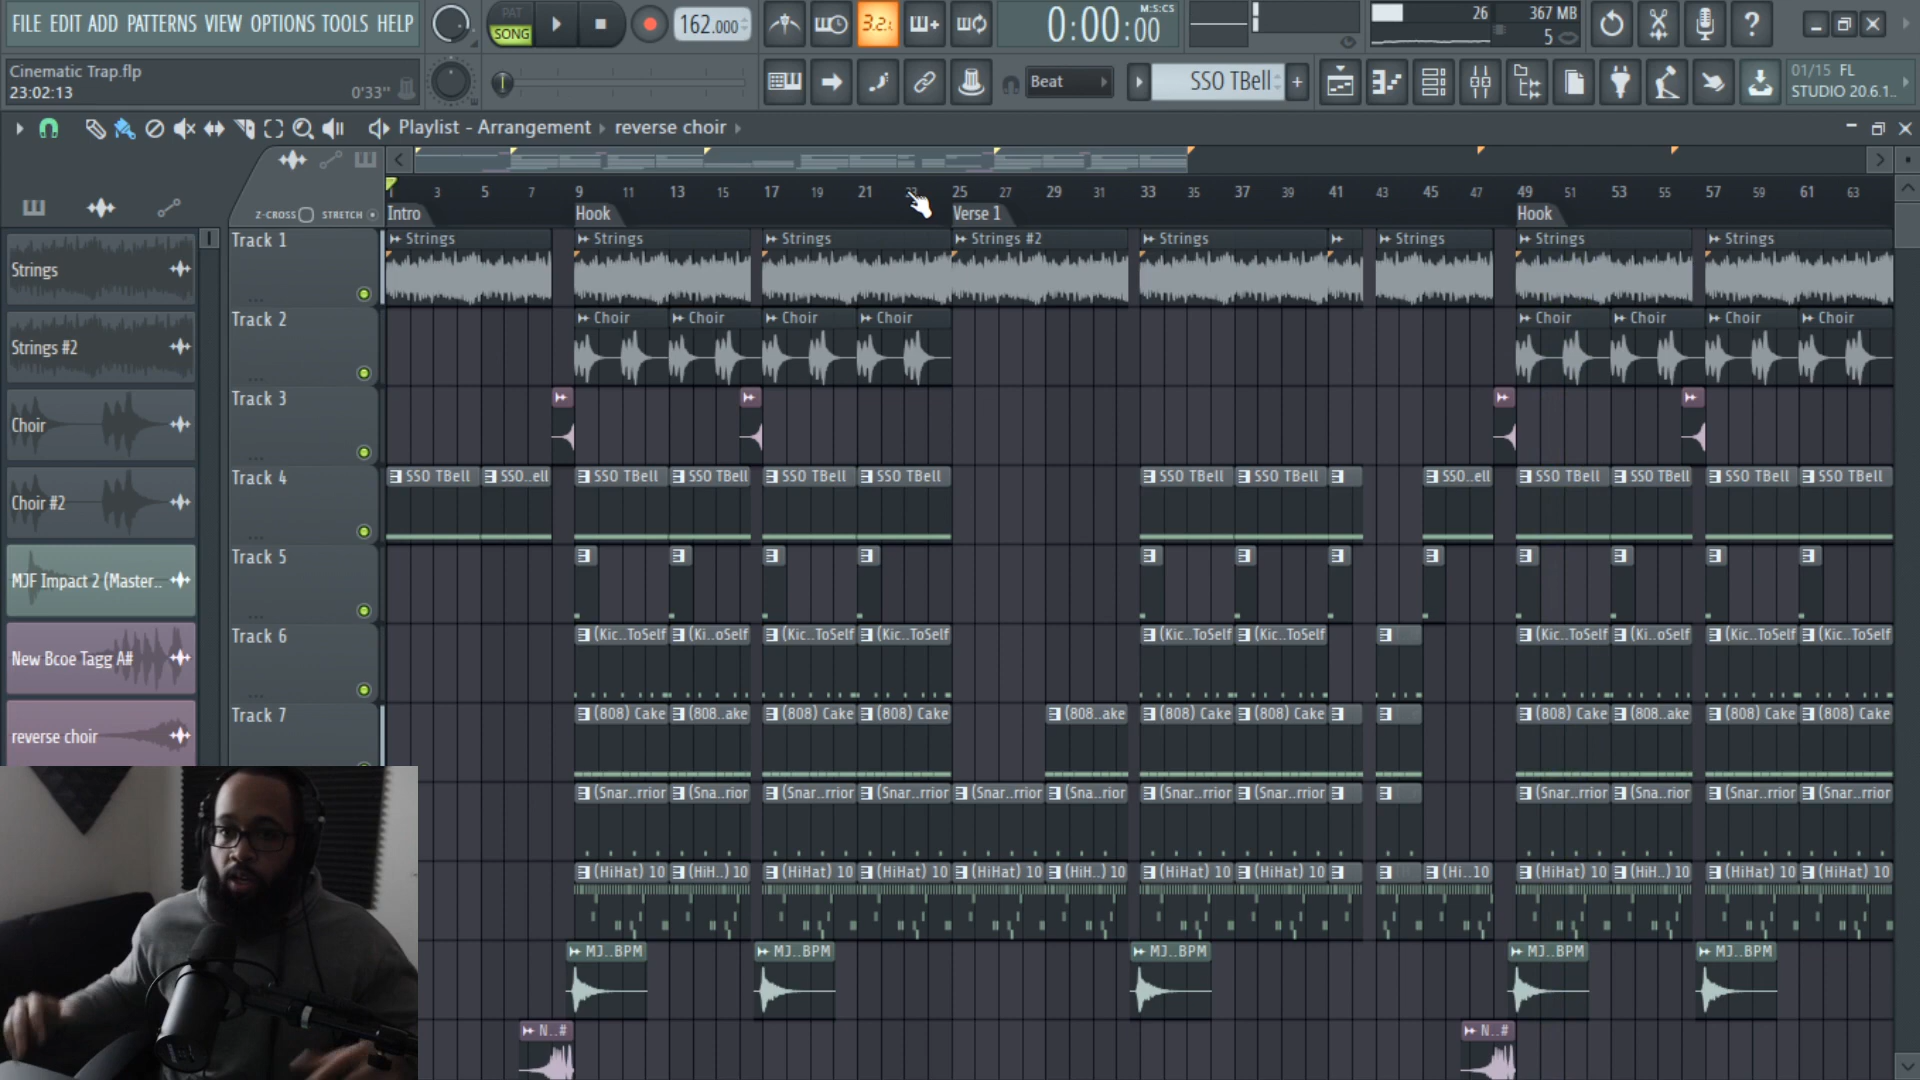 FILE EDIT ADD PATTERNS VIEW OPTIONS TOOLS HELP
PAT
SONG
162.000
3.2.
0:00:00
M:S:CS
26
367 MB
5
Cinematic Trap.flp
23:02:13
0'33"
Beat
SSO TBell
01/15 FL
STUDIO 20.6.1..
Playlist - Arrangement reverse choir
1 3 5 7 9 11 13 15 17 19 21 23 25 27 29 31 33 35 37 39 41 43 45 47 49 51 53 55 57 59 61 63
Z-CROSS STRETCH
Intro Hook Verse 1 Hook
Strings
Strings #2
Choir
Choir #2
MJF Impact 2 (Master..
New Bcoe Tagg A#
reverse choir
Track 1
Strings Strings Strings Strings #2 Strings Strings Strings Strings
Track 2
Choir Choir Choir Choir Choir Choir Choir Choir
Track 3
Track 4
SSO TBell SSO..ell SSO TBell SSO TBell SSO TBell SSO TBell SSO TBell SSO TBell SSO..ell SSO TBell SSO TBell SSO TBell SSO TBell
Track 5
Track 6
(Kic..ToSelf (Ki..oSelf (Kic..ToSelf (Kic..ToSelf (Kic..ToSelf (Kic..ToSelf (Kic..ToSelf (Ki..oSelf (Kic..ToSelf (Kic..ToSelf
Track 7
(808) Cake (808..ake (808) Cake (808) Cake (808..ake (808) Cake (808) Cake (808) Cake (808..ake (808) Cake (808) Cake
(Snar..rrior (Sna..rior (Snar..rrior (Snar..rrior (Snar..rrior (Sna..rior (Snar..rrior (Snar..rrior (Snar..rrior (Sna..rior (Snar..rrior (Snar..rrior
(HiHat) 10 (HiH..) 10 (HiHat) 10 (HiHat) 10 (HiHat) 10 (HiH..) 10 (HiHat) 10 (HiHat) 10 (Hi..10 (HiHat) 10 (HiH..) 10 (HiHat) 10 (HiHat) 10
MJ..BPM MJ..BPM MJ..BPM MJ..BPM MJ..BPM
N..# N..#